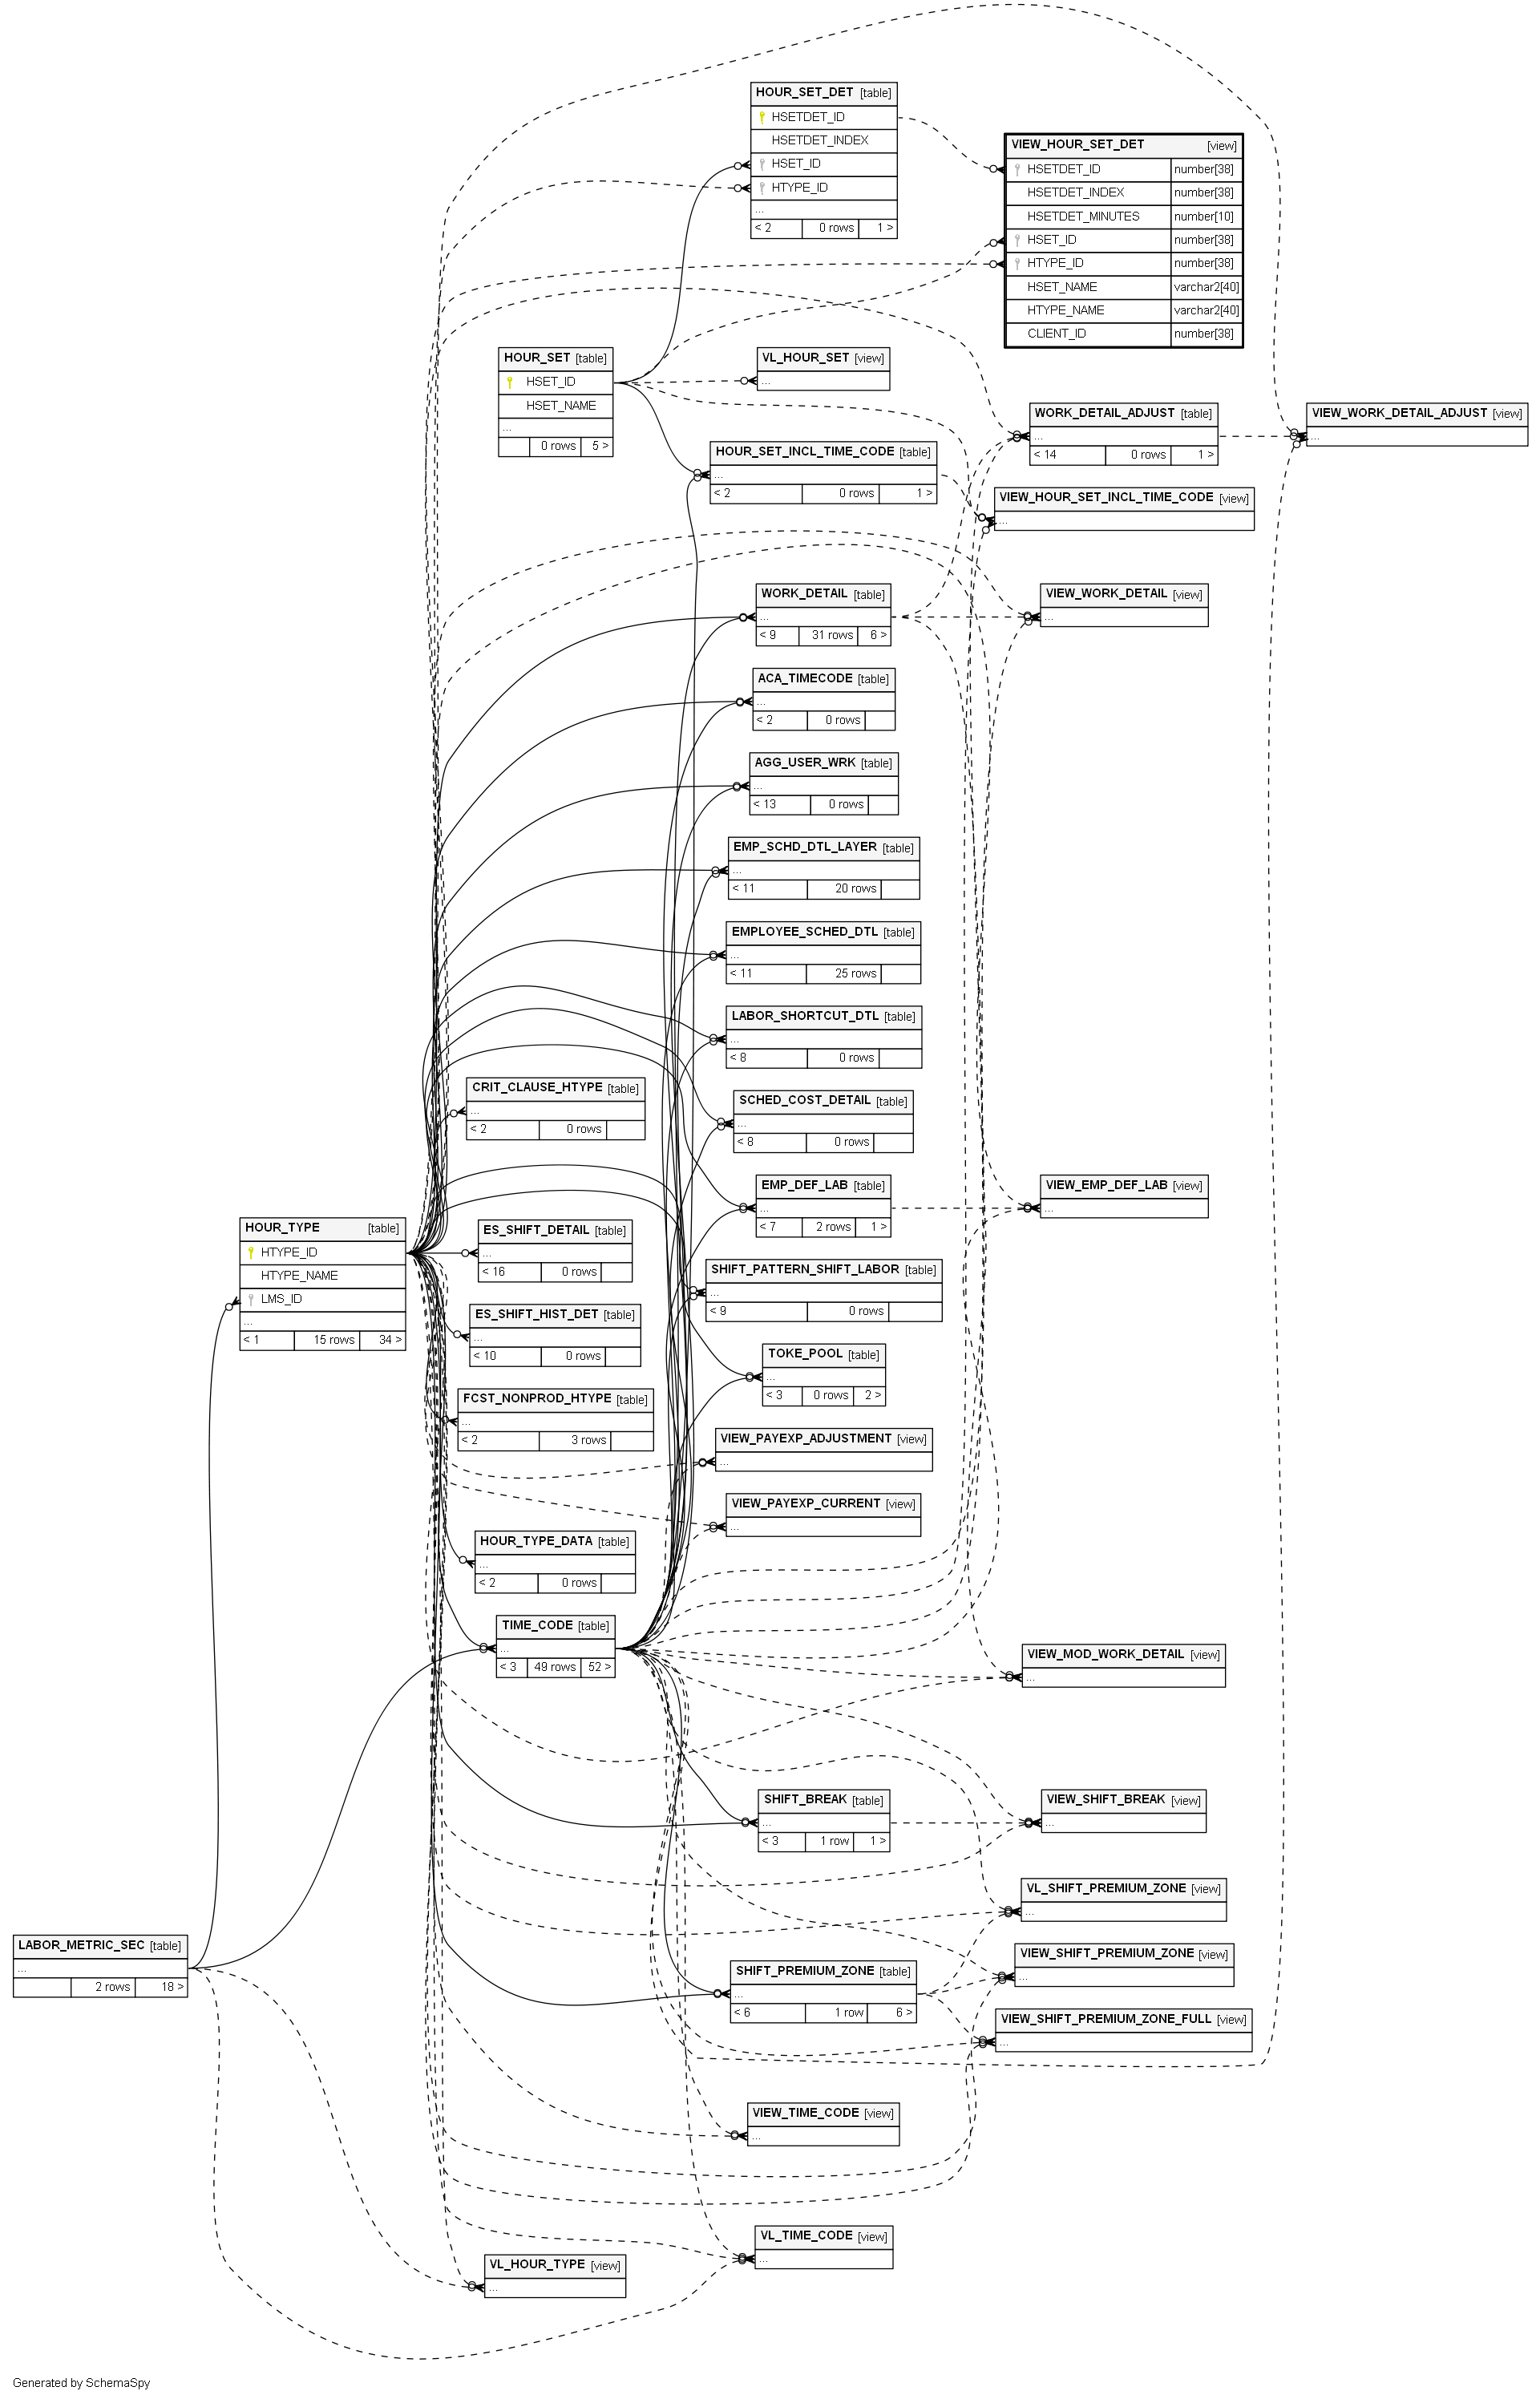 HOUR_SET_DET [table]
HSETDET_ID
HSETDET_INDEX
HSET_ID
HTYPE_ID
...
< 2 0 rows 1 >
VIEW_HOUR_SET_DET [view]
HSETDET_ID number[38]
HSETDET_INDEX number[38]
HSETDET_MINUTES number[10]
HSET_ID number[38]
HTYPE_ID number[38]
HSET_NAME varchar2[40]
HTYPE_NAME varchar2[40]
CLIENT_ID number[38]
HOUR_SET [table]
HSET_ID
HSET_NAME
...
0 rows 5 >
VL_HOUR_SET [view]
...
WORK_DETAIL_ADJUST [table]
...
< 14 0 rows 1 >
VIEW_WORK_DETAIL_ADJUST [view]
...
HOUR_SET_INCL_TIME_CODE [table]
...
< 2 0 rows 1 >
VIEW_HOUR_SET_INCL_TIME_CODE [view]
...
WORK_DETAIL [table]
...
< 9 31 rows 6 >
VIEW_WORK_DETAIL [view]
...
ACA_TIMECODE [table]
...
< 2 0 rows
AGG_USER_WRK [table]
...
< 13 0 rows
EMP_SCHD_DTL_LAYER [table]
...
< 11 20 rows
EMPLOYEE_SCHED_DTL [table]
...
< 11 25 rows
LABOR_SHORTCUT_DTL [table]
...
< 8 0 rows
CRIT_CLAUSE_HTYPE [table]
...
< 2 0 rows
SCHED_COST_DETAIL [table]
...
< 8 0 rows
EMP_DEF_LAB [table]
...
< 7 2 rows 1 >
VIEW_EMP_DEF_LAB [view]
...
HOUR_TYPE [table]
HTYPE_ID
HTYPE_NAME
LMS_ID
...
< 1 15 rows 34 >
ES_SHIFT_DETAIL [table]
...
< 16 0 rows
SHIFT_PATTERN_SHIFT_LABOR [table]
...
< 9 0 rows
ES_SHIFT_HIST_DET [table]
...
< 10 0 rows
TOKE_POOL [table]
...
< 3 0 rows 2 >
FCST_NONPROD_HTYPE [table]
...
< 2 3 rows
VIEW_PAYEXP_ADJUSTMENT [view]
...
VIEW_PAYEXP_CURRENT [view]
...
HOUR_TYPE_DATA [table]
...
< 2 0 rows
TIME_CODE [table]
...
< 3 49 rows 52 >
VIEW_MOD_WORK_DETAIL [view]
...
SHIFT_BREAK [table]
...
< 3 1 row 1 >
VIEW_SHIFT_BREAK [view]
...
VL_SHIFT_PREMIUM_ZONE [view]
...
LABOR_METRIC_SEC [table]
...
2 rows 18 >
VIEW_SHIFT_PREMIUM_ZONE [view]
...
SHIFT_PREMIUM_ZONE [table]
...
< 6 1 row 6 >
VIEW_SHIFT_PREMIUM_ZONE_FULL [view]
...
VIEW_TIME_CODE [view]
...
VL_TIME_CODE [view]
...
VL_HOUR_TYPE [view]
...
Generated by SchemaSpy